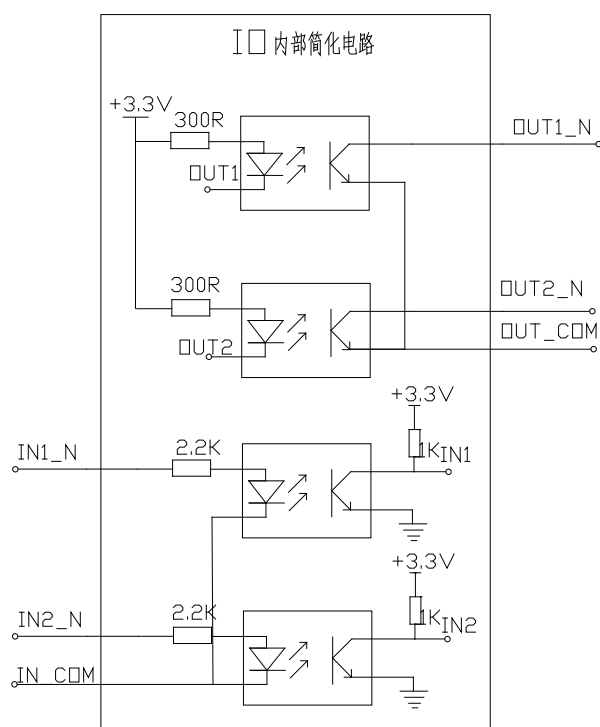 IO 内部简化电路
+3.3V
300R
OUT1_N
OUT1
300R
OUT2_N
OUT_COM
OUT2
+3.3V
IN1_N
2.2K
1K
IN1
+3.3V
IN2_N
2.2K
1K
IN2
IN_COM